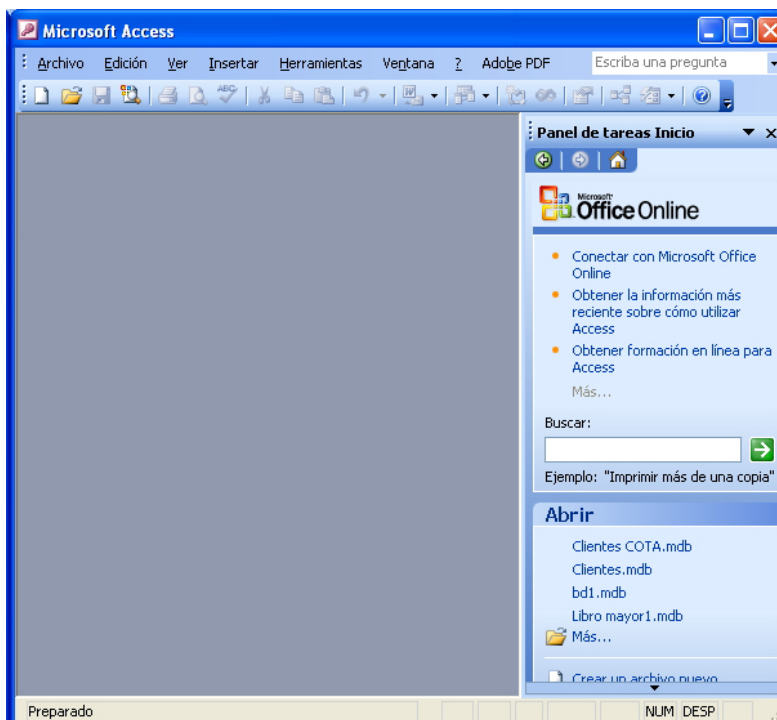 Microsoft Access
Archivo Edición Ver Insertar Herramientas Ventana ? Adobe PDF Escriba una pregunta
Panel de tareas Inicio
Microsoft
Office Online
Conectar con Microsoft Office
Online
Obtener la información más
reciente sobre cómo utilizar
Access
Obtener formación en línea para
Access
Más...
Buscar:
Ejemplo: "Imprimir más de una copia"
Abrir
Clientes COTA.mdb
Clientes.mdb
bd1.mdb
Libro mayor1.mdb
Más...
Crear un archivo nuevo
Preparado NUM DESP